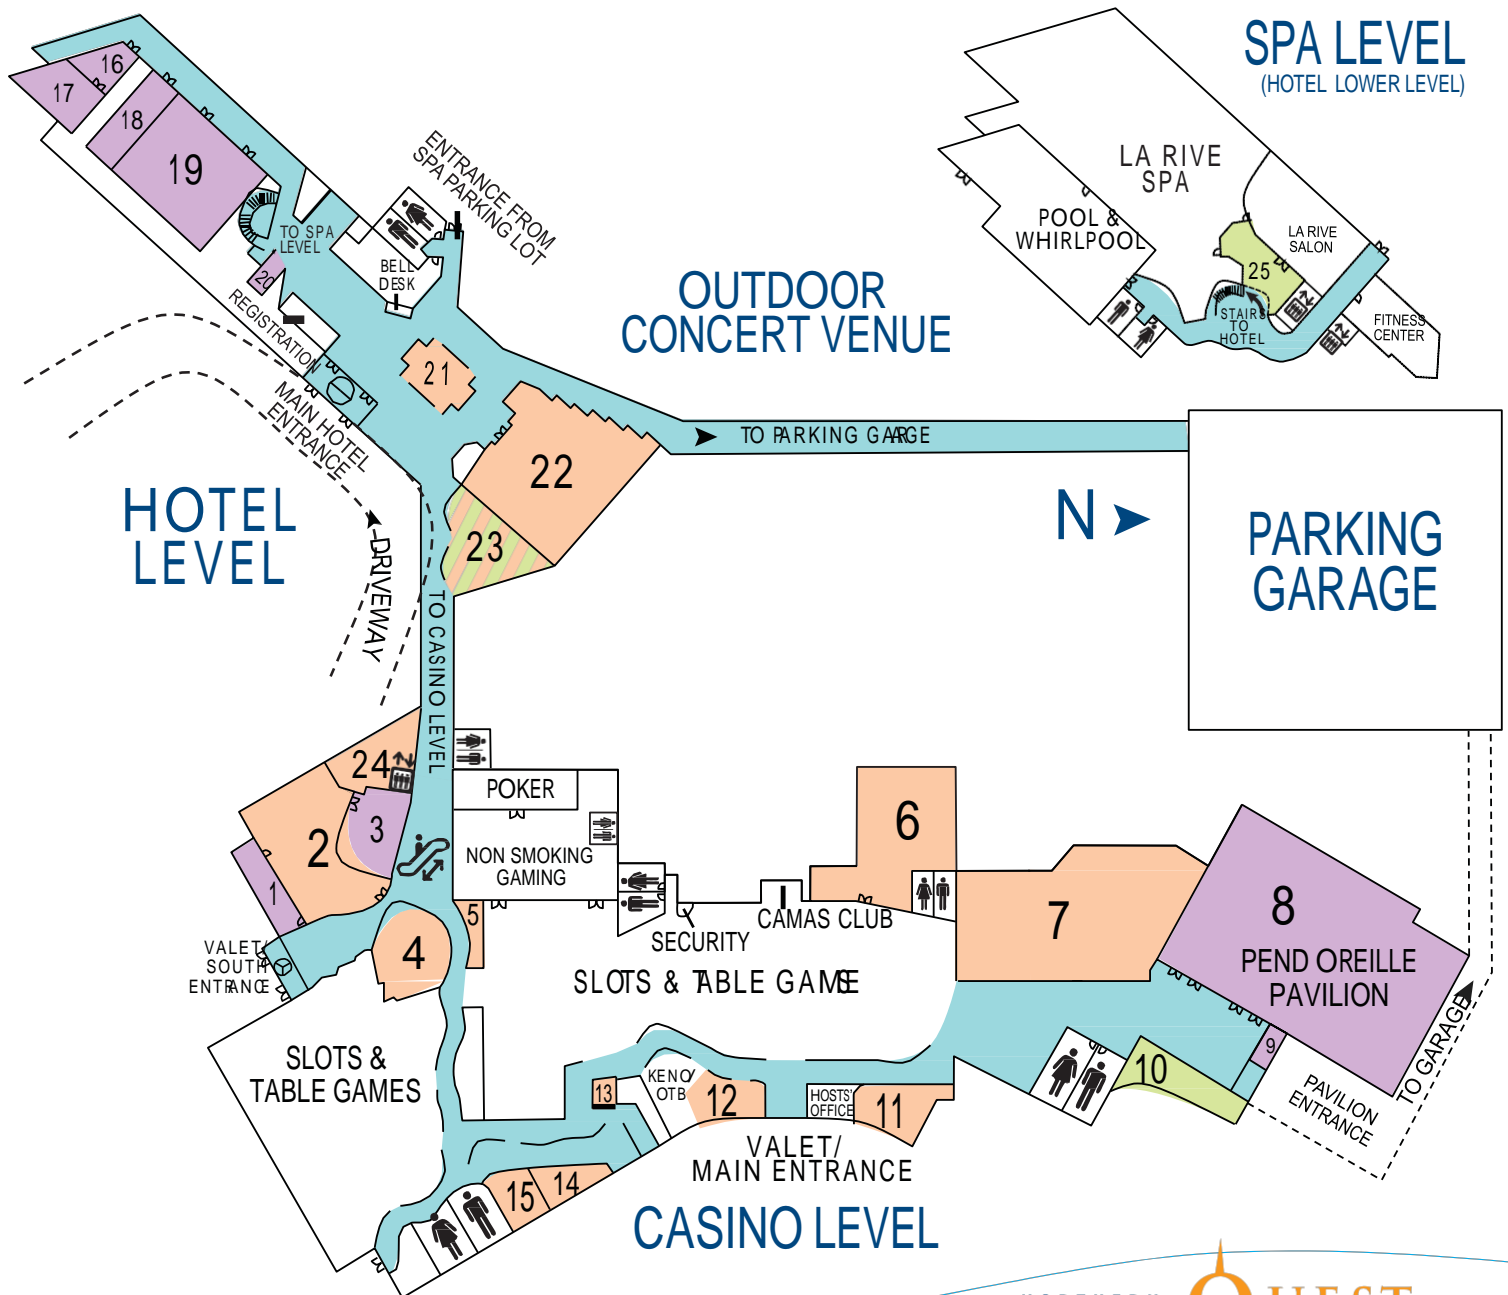 SPA LEVEL
(HOTEL LOWER LEVEL)
16
17
18
19
ENTRANCE FROM
SPA PARKING LOT
LA RIVE
SPA
POOL &
WHIRLPOOL
LA RIVE
SALON
25
STAIRS
TO
HOTEL
FITNESS
CENTER
TO SPA
LEVEL
BELL
DESK
20
REGISTRATION
OUTDOOR
CONCERT VENUE
21
MAIN HOTEL
ENTRANCE
TO PARKING GARAGE
22
HOTEL
LEVEL
N
PARKING
GARAGE
23
DRIVEWAY
TO CASINO LEVEL
24
POKER
2
3
6
NON SMOKING
GAMING
1
5
8
7
CAMAS CLUB
SECURITY
4
VALET/
SOUTH
ENTRANCE
PEND OREILLE
PAVILION
SLOTS & TABLE GAMES
SLOTS &
TABLE GAMES
9
10
TO GARAGE
KENO/
OTB
13
12
HOSTS'
OFFICE
11
PAVILION
ENTRANCE
VALET/
MAIN ENTRANCE
15
14
CASINO LEVEL
QUEST